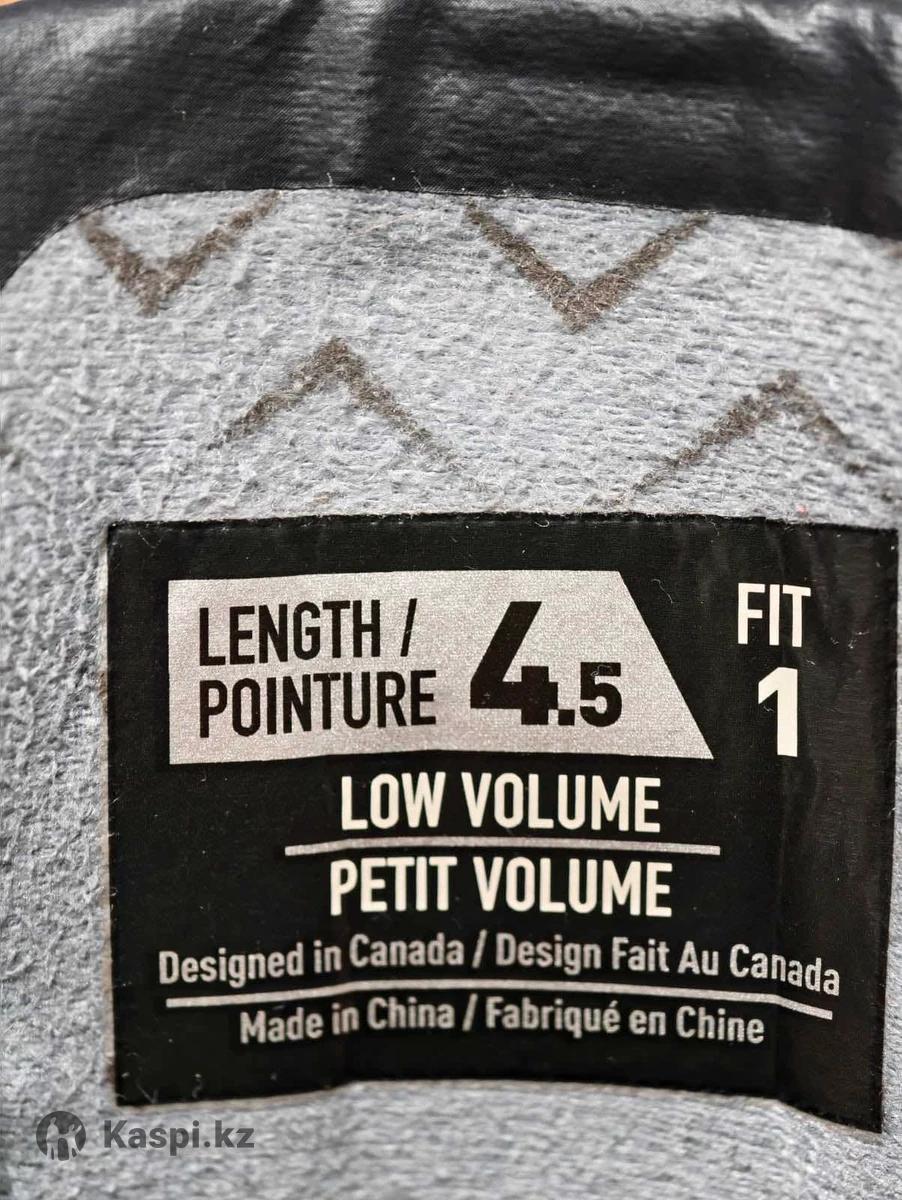 LENGTH /
POINTURE
4.5
FIT
1
LOW VOLUME
PETIT VOLUME
Designed in Canada / Design Fait Au Canada
Made in China / Fabriqué en Chine
Kaspi.kz